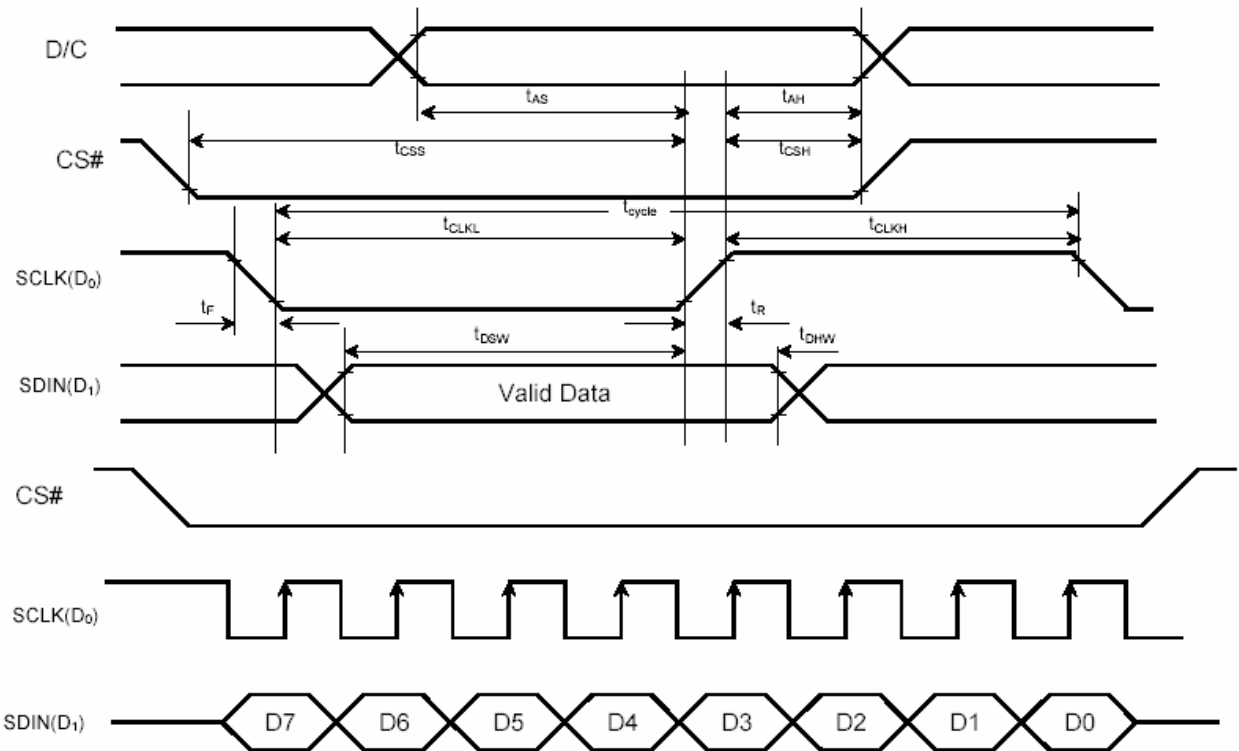 D/C
tAS
tAH
CS#
tCSS
tCSH
tcycle
tCLKL
tCLKH
SCLK(D0)
tF
tR
tDSW
tDHW
SDIN(D1)
Valid Data
CS#
SCLK(D0)
SDIN(D1)
D7 D6 D5 D4 D3 D2 D1 D0